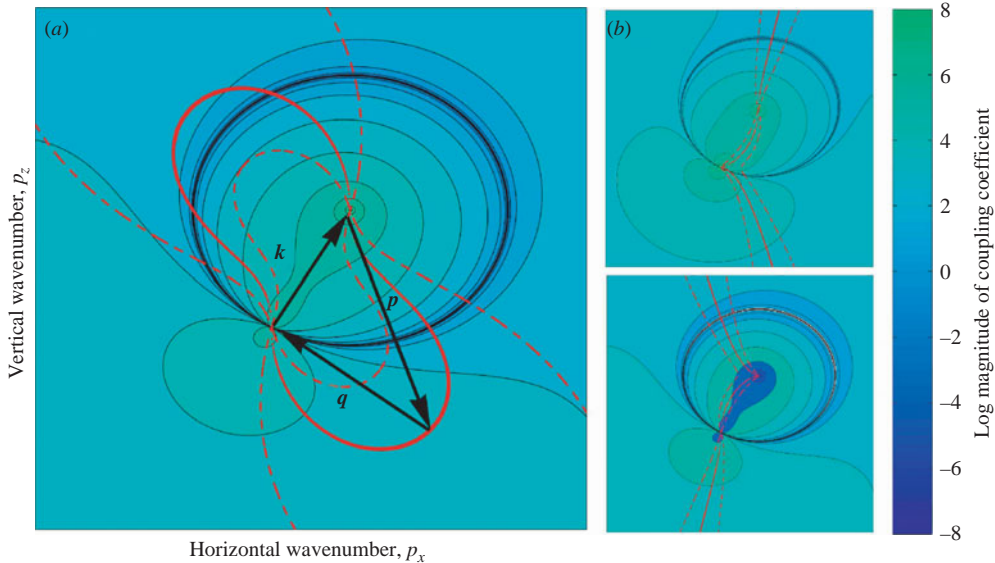 (a)
(b)
k
p
q
Vertical wavenumber, p_z
Horizontal wavenumber, p_x
8
6
4
2
0
–2
–4
–6
–8
Log magnitude of coupling coefficient